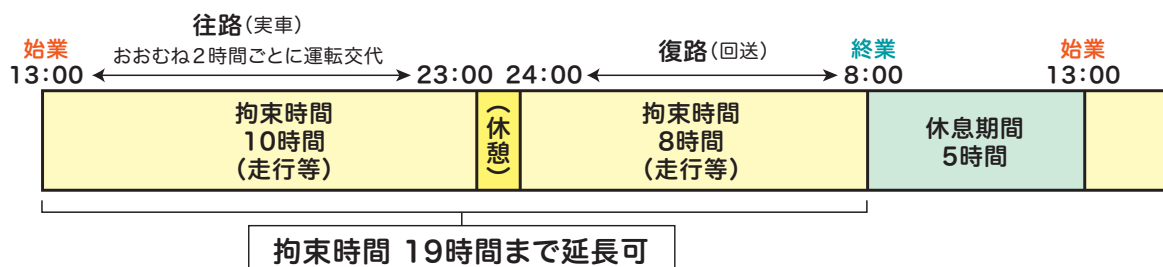 往路(実車)
おおむね2時間ごとに運転交代
復路(回送)
始業
13:00
23:00
24:00
終業
8:00
始業
13:00
拘束時間
10時間
(走行等)
(休憩)
拘束時間
8時間
(走行等)
休息期間
5時間
拘束時間 19時間まで延長可